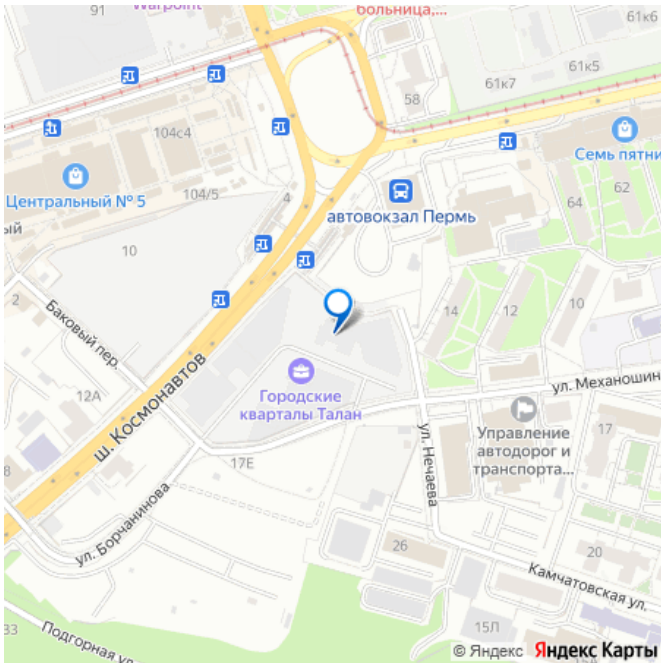 больница,...
91
Warpoint
61к6
61к7
61к5
58
104с4
Семь пятни
Центральный № 5
104/5
4
автовокзал Пермь
64
62
ый
10
2
Баковый пер.
14
12
10
12А
ш. Космонавтов
Городские
кварталы Талан
ул. Механошин
Управление
автодорог и
транспорта...
17
8
17Е
ул. Нечаева
ул. Борчанинова
26
20
Камчатовская ул.
33
Подгорная ул
15Л
© Яндекс Яндекс Карты